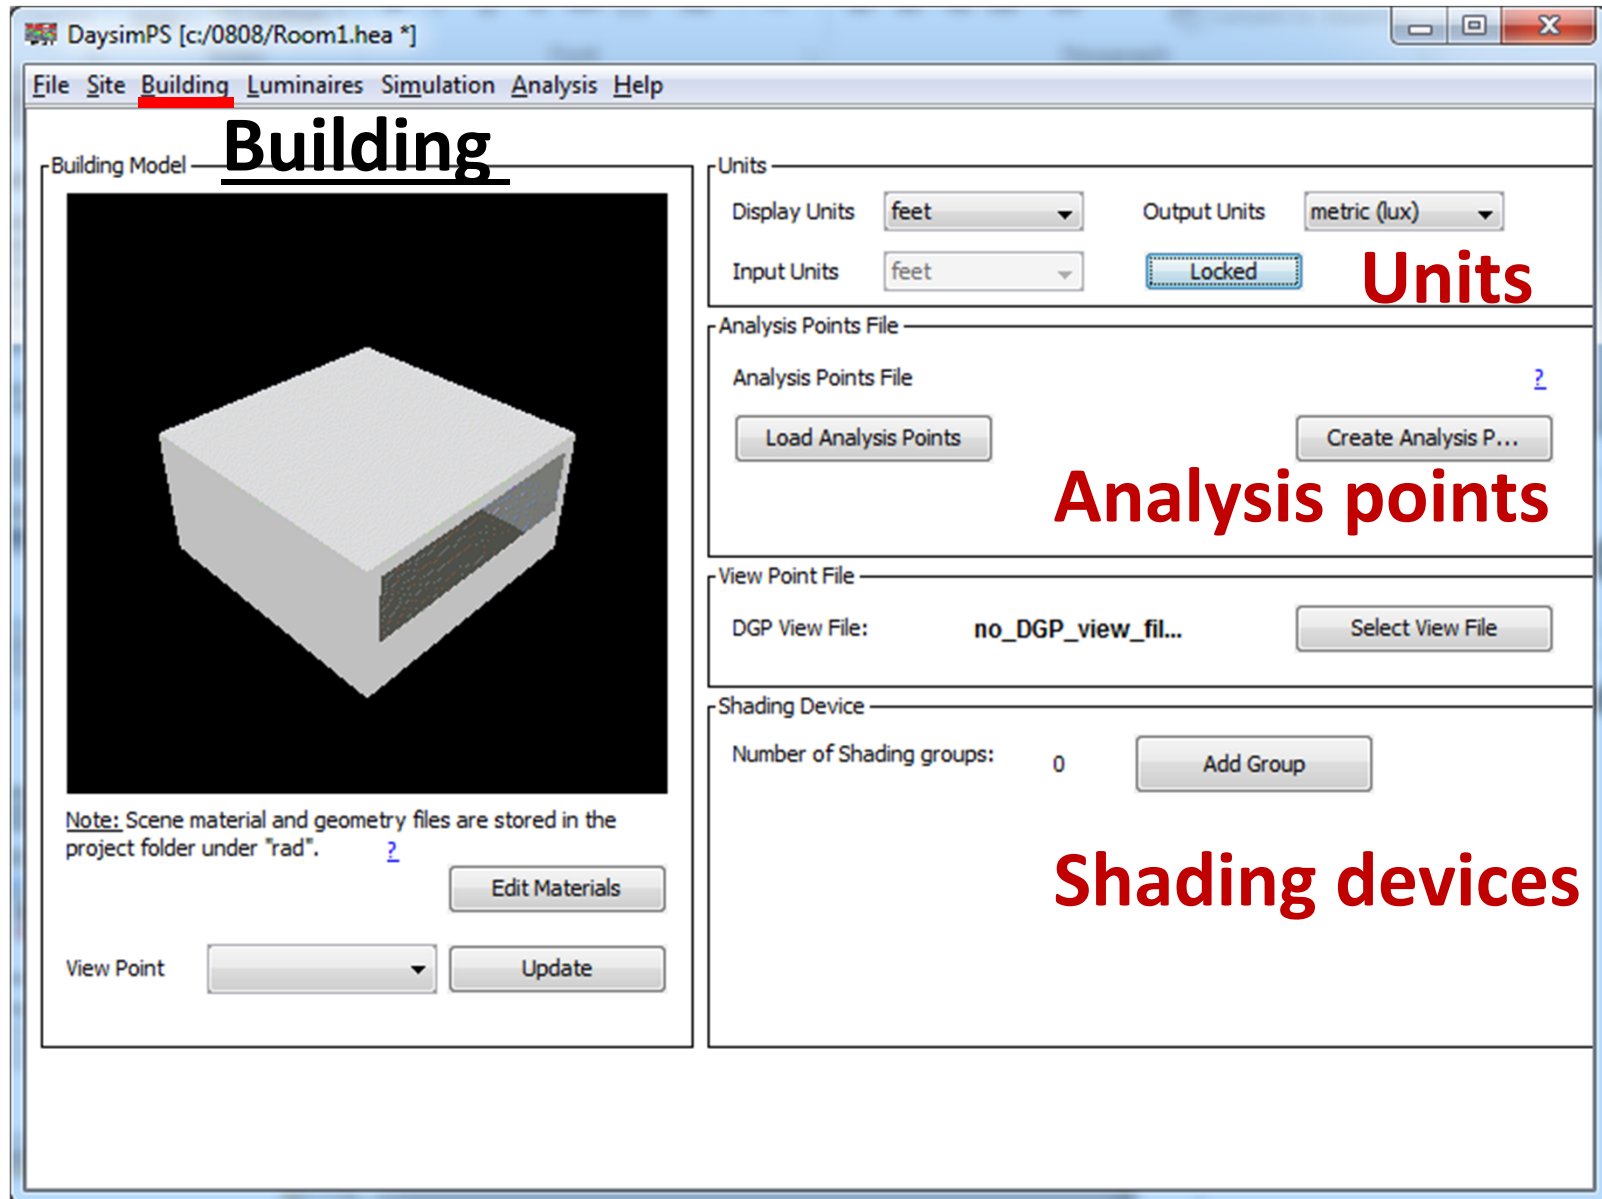 DaysimPS [c:/0808/Room1.hea *]
File Site Building Luminaires Simulation Analysis Help
Building
Building Model
Note: Scene material and geometry files are stored in the
project folder under "rad". ?
Edit Materials
View Point
Update
Units
Display Units feet Output Units metric (lux)
Input Units feet Locked
Units
Analysis Points File
Analysis Points File ?
Load Analysis Points Create Analysis P...
Analysis points
View Point File
DGP View File: no_DGP_view_fil... Select View File
Shading Device
Number of Shading groups: 0 Add Group
Shading devices